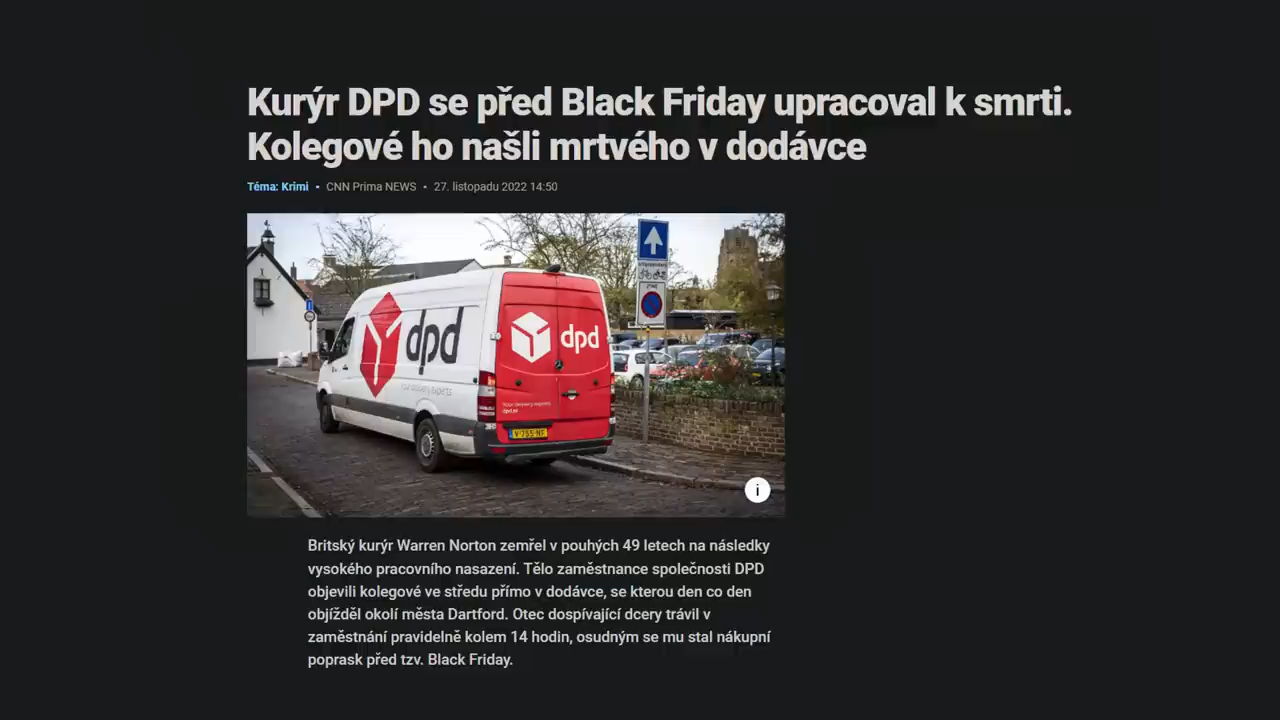 Kurýr DPD se před Black Friday upracoval k smrti.
Kolegové ho našli mrtvého v dodávce
Téma: Krimi • CNN Prima NEWS • 27. listopadu 2022 14:50
dpd
dpd
i
Britský kurýr Warren Norton zemřel v pouhých 49 letech na následky
vysokého pracovního nasazení. Tělo zaměstnance společnosti DPD
objevili kolegové ve středu přímo v dodávce, se kterou den co den
objížděl okolí města Dartford. Otec dospívající dcery trávil v
zaměstnání pravidelně kolem 14 hodin, osudným se mu stal nákupní
poprask před tzv. Black Friday.